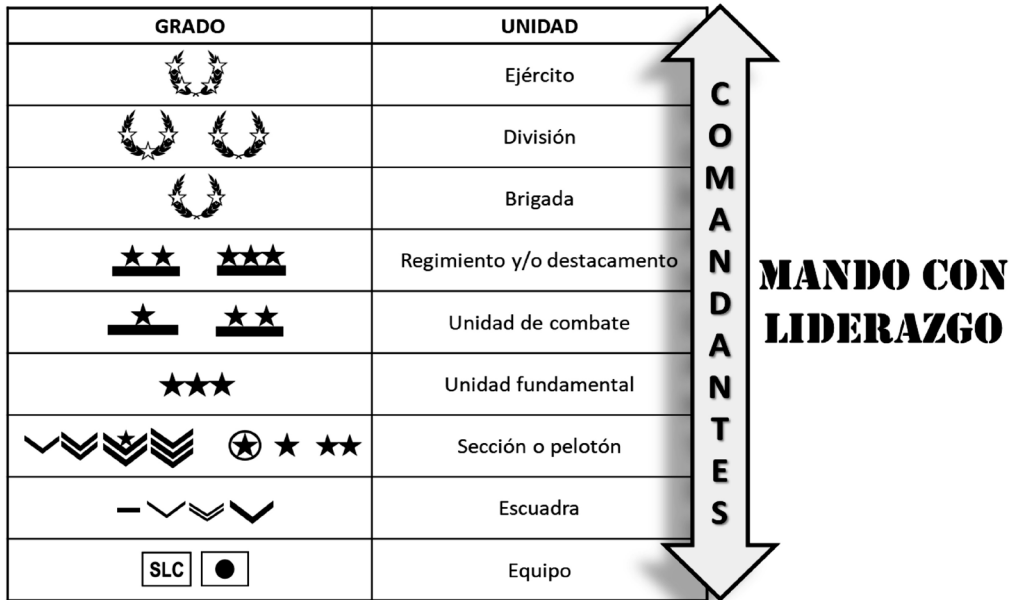 GRADO UNIDAD
Ejército
División
Brigada
Regimiento y/o destacamento
Unidad de combate
Unidad fundamental
Sección o pelotón
Escuadra
SLC Equipo
COMANDANTES
MANDO CON
LIDERAZGO